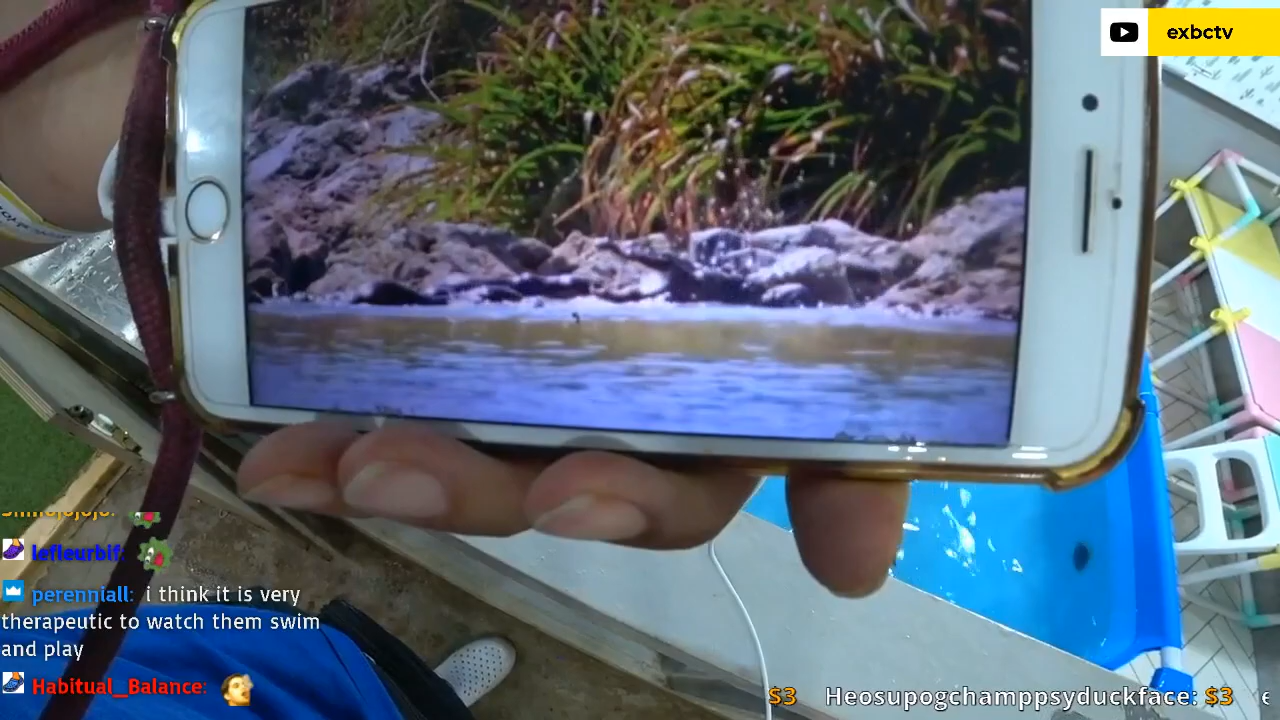 exbctv
lefleurbif:
perenniall: i think it is very
therapeutic to watch them swim
and play
Habitual_Balance:
$3 Heosupogchamppsyduckface: $3